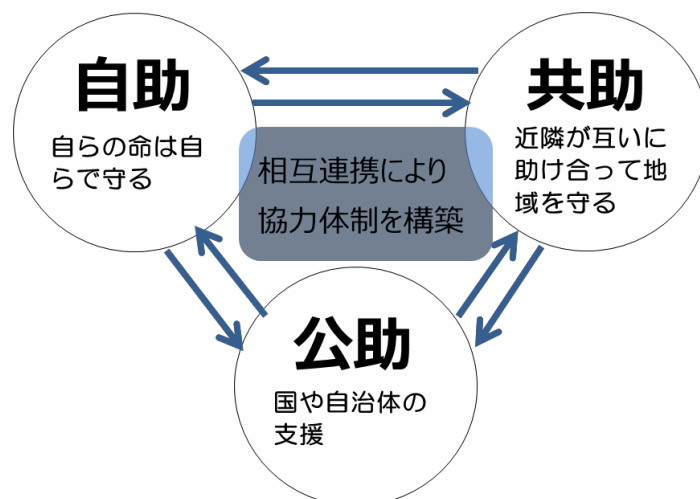 自助
自らの命は自
らで守る
共助
近隣が互いに
助け合って地
域を守る
相互連携により
協力体制を構築
公助
国や自治体の
支援